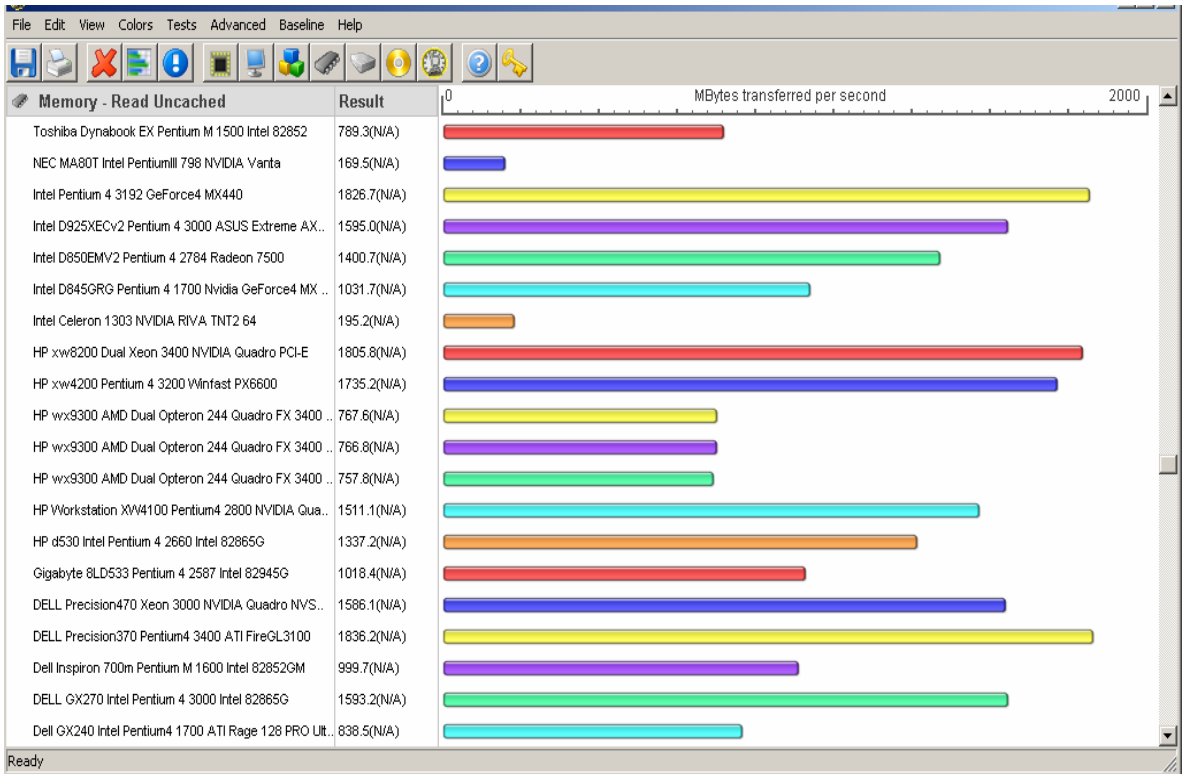 File Edit View Colors Tests Advanced Baseline Help
Memory - Read Uncached Result 0 MBytes transferred per second 2000
Toshiba Dynabook EX Pentium M 1500 Intel 82852 789.3(N/A)
NEC MA80T Intel PentiumIII 798 NVIDIA Vanta 169.5(N/A)
Intel Pentium 4 3192 GeForce4 MX440 1826.7(N/A)
Intel D925XECv2 Pentium 4 3000 ASUS Extreme AX.. 1595.0(N/A)
Intel D850EMV2 Pentium 4 2784 Radeon 7500 1400.7(N/A)
Intel D845GRG Pentium 4 1700 Nvidia GeForce4 MX .. 1031.7(N/A)
Intel Celeron 1303 NVIDIA RIVA TNT2 64 195.2(N/A)
HP xw8200 Dual Xeon 3400 NVIDIA Quadro PCI-E 1805.8(N/A)
HP xw4200 Pentium 4 3200 Winfast PX6600 1735.2(N/A)
HP wx9300 AMD Dual Opteron 244 Quadro FX 3400 .. 767.6(N/A)
HP wx9300 AMD Dual Opteron 244 Quadro FX 3400 .. 766.8(N/A)
HP wx9300 AMD Dual Opteron 244 Quadro FX 3400 .. 757.8(N/A)
HP Workstation XW4100 Pentium4 2800 NVIDIA Qua.. 1511.1(N/A)
HP d530 Intel Pentium 4 2660 Intel 82865G 1337.2(N/A)
Gigabyte 8LD533 Pentium 4 2587 Intel 82945G 1018.4(N/A)
DELL Precision470 Xeon 3000 NVIDIA Quadro NVS.. 1586.1(N/A)
DELL Precision370 Pentium4 3400 ATI FireGL3100 1836.2(N/A)
Dell Inspiron 700m Pentium M 1600 Intel 82852GM 999.7(N/A)
DELL GX270 Intel Pentium 4 3000 Intel 82865G 1593.2(N/A)
Dell GX240 Intel Pentium4 1700 ATI Rage 128 PRO Ult.. 838.5(N/A)
Ready